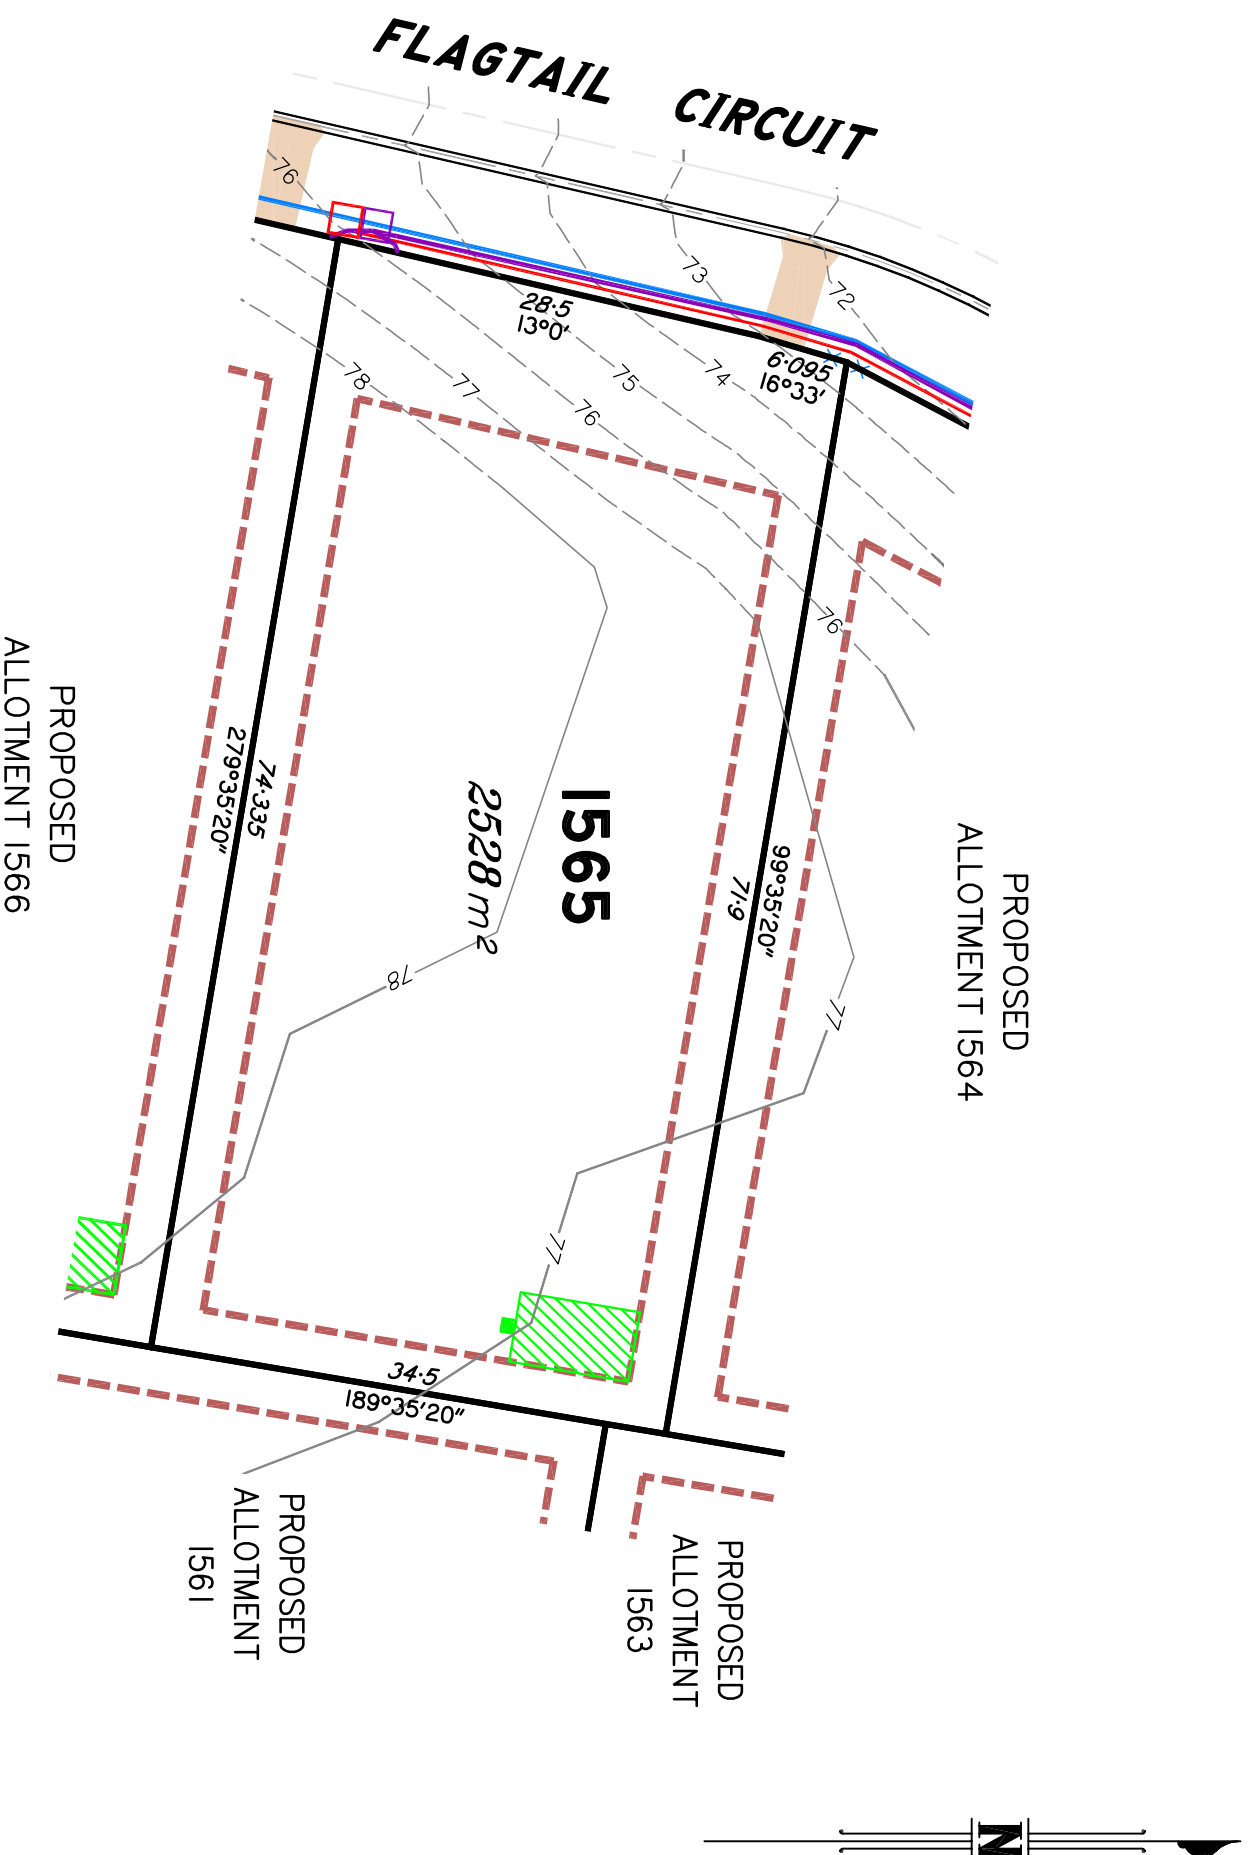 FLAGTAIL CIRCUIT
76
73
72
28·5
13°0'
6·095
16°33'
78
77
76
75
74
76
PROPOSED
ALLOTMENT 1566
74·335
279°35'20"
1565
2528 m²
99°35'20"
71·9
PROPOSED
ALLOTMENT 1564
78
77
77
34·5
189°35'20"
PROPOSED
ALLOTMENT
1561
PROPOSED
ALLOTMENT
1563
N